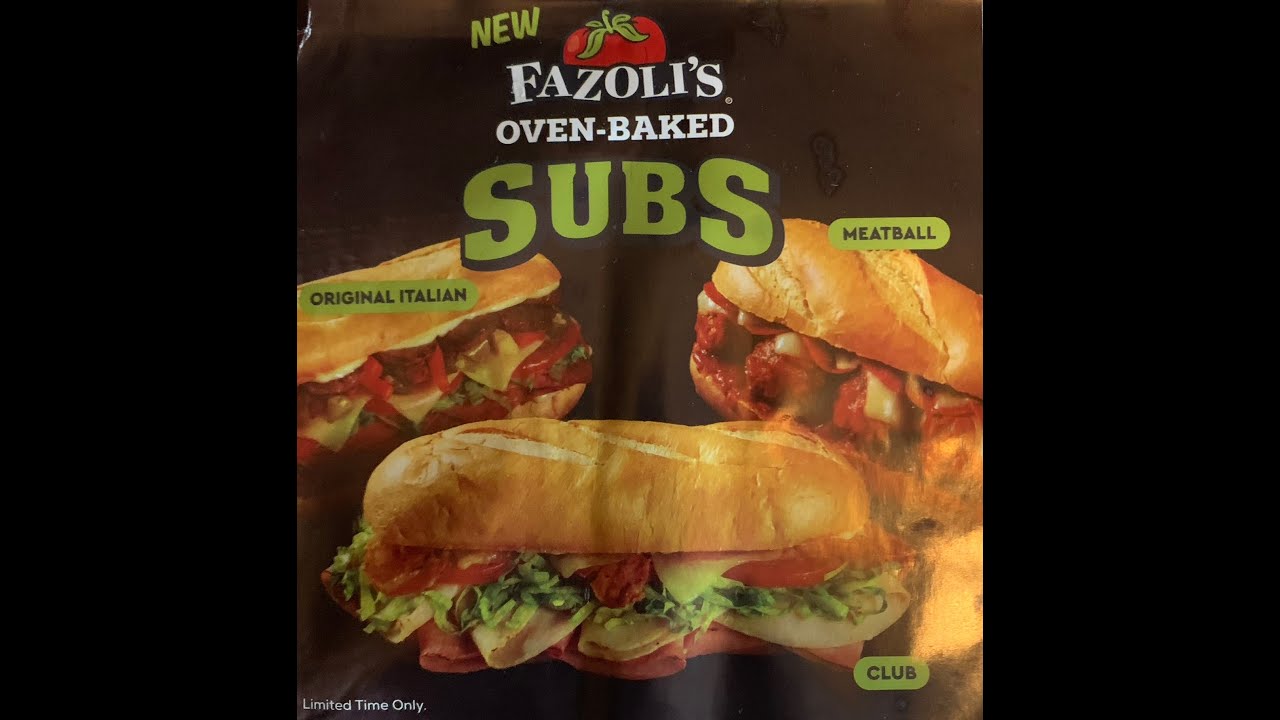 NEW
FAZOLI'S®
OVEN-BAKED
SUBS
MEATBALL
ORIGINAL ITALIAN
CLUB
Limited Time Only.